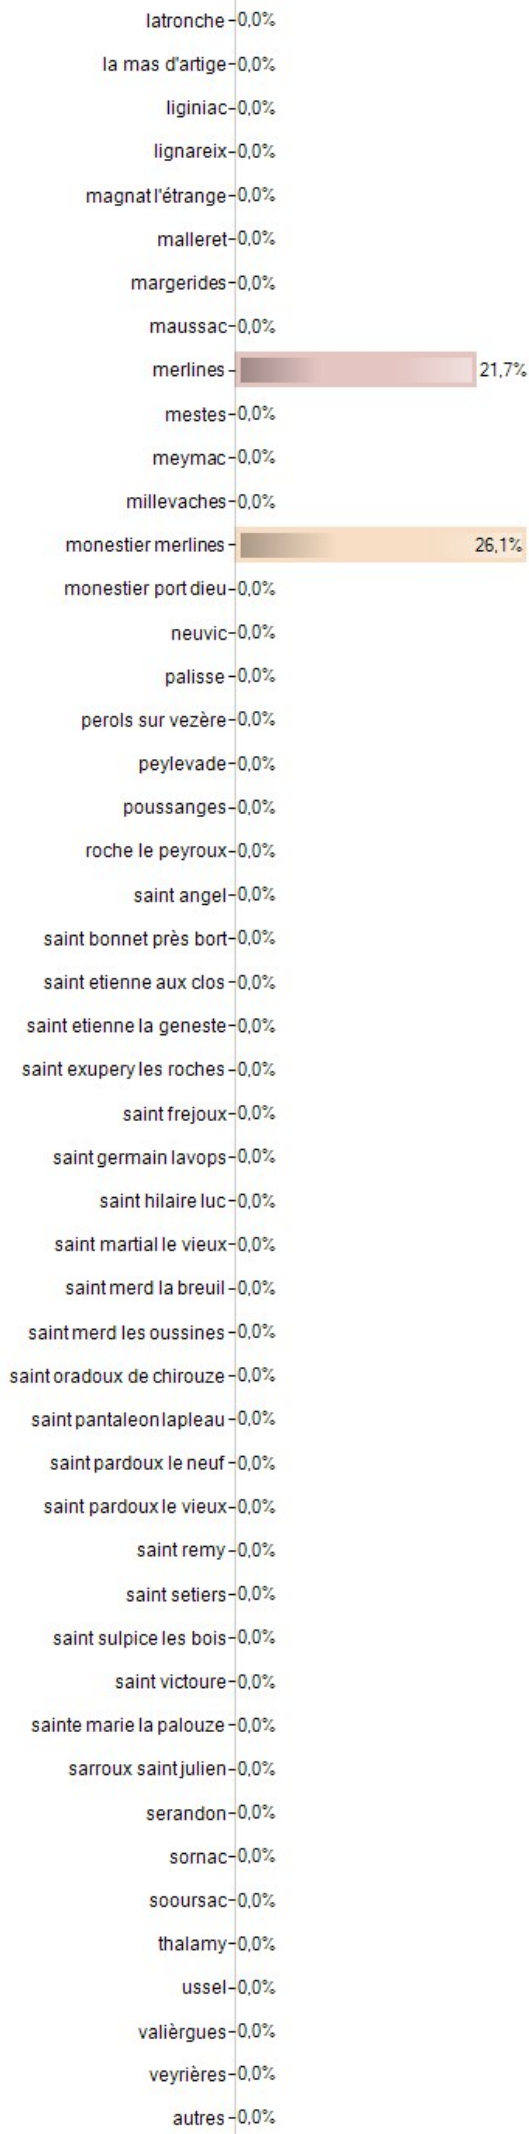 latronche 0,0%
la mas d'artige 0,0%
liginiac 0,0%
lignareix 0,0%
magnat l'étrange 0,0%
malleret 0,0%
margerides 0,0%
maussac 0,0%
merlines 21,7%
mestes 0,0%
meymac 0,0%
millevaches 0,0%
monestier merlines 26,1%
monestier port dieu 0,0%
neuvic 0,0%
palisse 0,0%
perols sur vezère 0,0%
peylevade 0,0%
poussanges 0,0%
roche le peyroux 0,0%
saint angel 0,0%
saint bonnet près bort 0,0%
saint etienne aux clos 0,0%
saint etienne la geneste 0,0%
saint exupery les roches 0,0%
saint frejoux 0,0%
saint germain lavops 0,0%
saint hilaire luc 0,0%
saint martial le vieux 0,0%
saint merd la breuil 0,0%
saint merd les oussines 0,0%
saint oradoux de chirouze 0,0%
saint pantaleon lapleau 0,0%
saint pardoux le neuf 0,0%
saint pardoux le vieux 0,0%
saint remy 0,0%
saint setiers 0,0%
saint sulpice les bois 0,0%
saint victoure 0,0%
sainte marie la palouze 0,0%
sarroux saint julien 0,0%
serandon 0,0%
sornac 0,0%
sooursac 0,0%
thalamy 0,0%
ussel 0,0%
valièrgues 0,0%
veyrières 0,0%
autres 0,0%